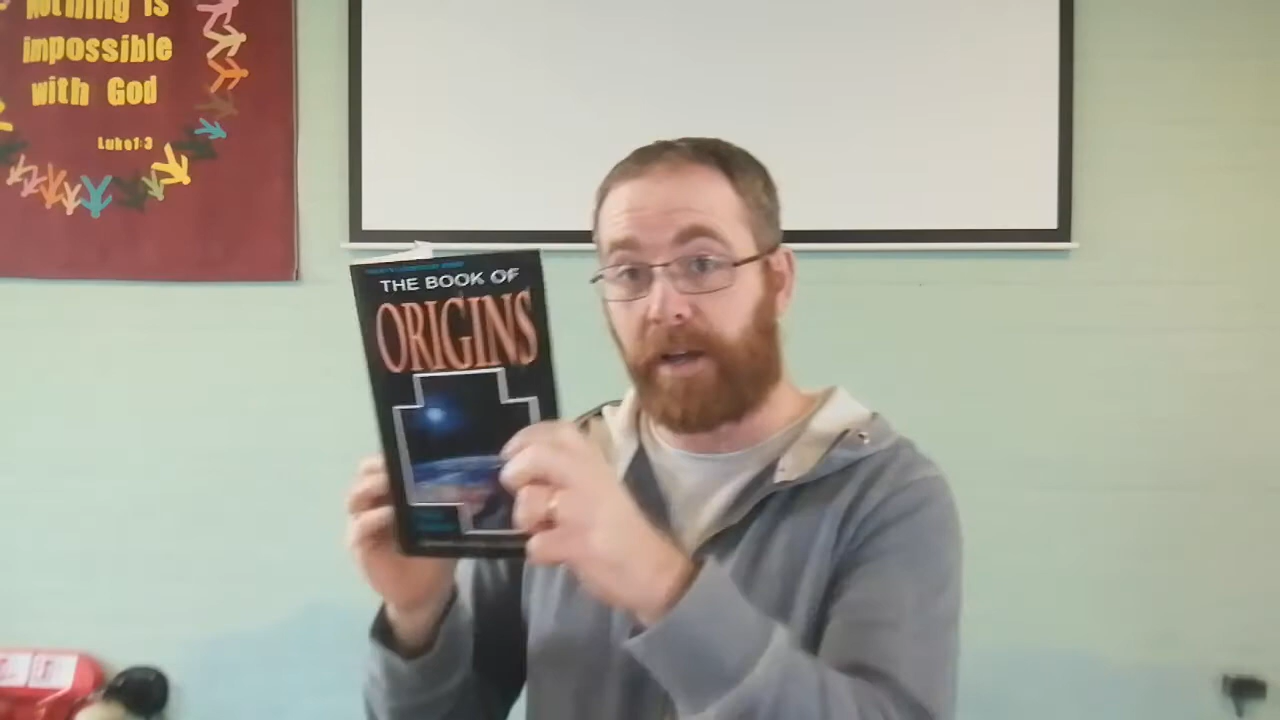 Nothing is
impossible
with God
Luke1:3
THE BOOK OF
ORIGINS